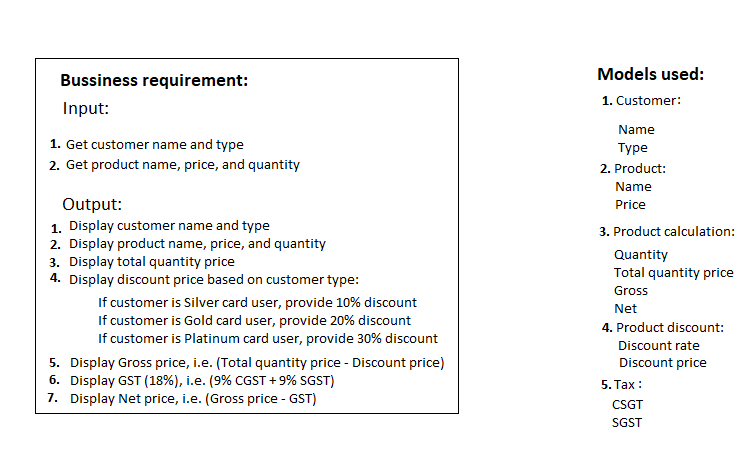 Bussiness requirement:
Input:
1. Get customer name and type
2. Get product name, price, and quantity
Output:
1. Display customer name and type
2. Display product name, price, and quantity
3. Display total quantity price
4. Display discount price based on customer type:
If customer is Silver card user, provide 10% discount
If customer is Gold card user, provide 20% discount
If customer is Platinum card user, provide 30% discount
5. Display Gross price, i.e. (Total quantity price - Discount price)
6. Display GST (18%), i.e. (9% CGST + 9% SGST)
7. Display Net price, i.e. (Gross price - GST)
Models used:
1. Customer:
Name
Type
2. Product:
Name
Price
3. Product calculation:
Quantity
Total quantity price
Gross
Net
4. Product discount:
Discount rate
Discount price
5. Tax :
CSGT
SGST